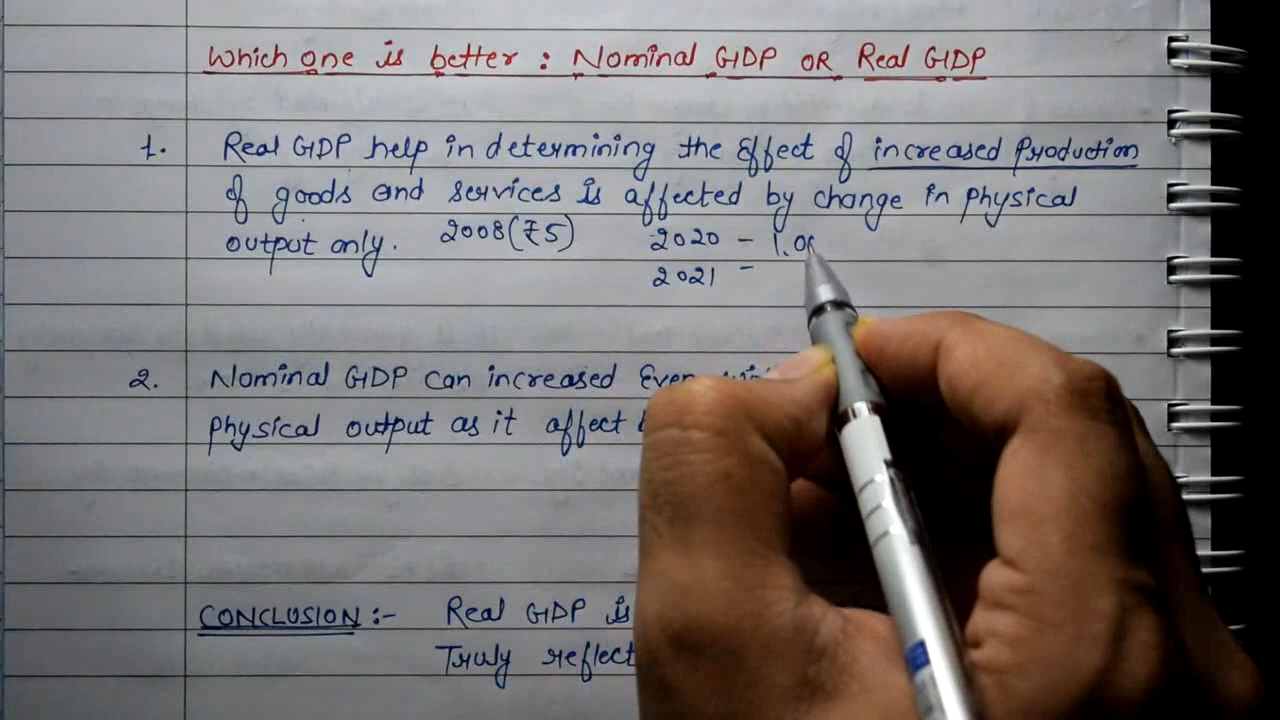 Which one is better : Nominal GDP OR Real GDP
1. Real GDP help in determining the Effect of increased Production
of goods and services is affected by change in physical
output only. 2008 (₹5) 2020 - 1.00
2021 -
2. Nominal GDP can increased Even
physical output as it affect
CONCLUSION :- Real GDP is
Truly reflect